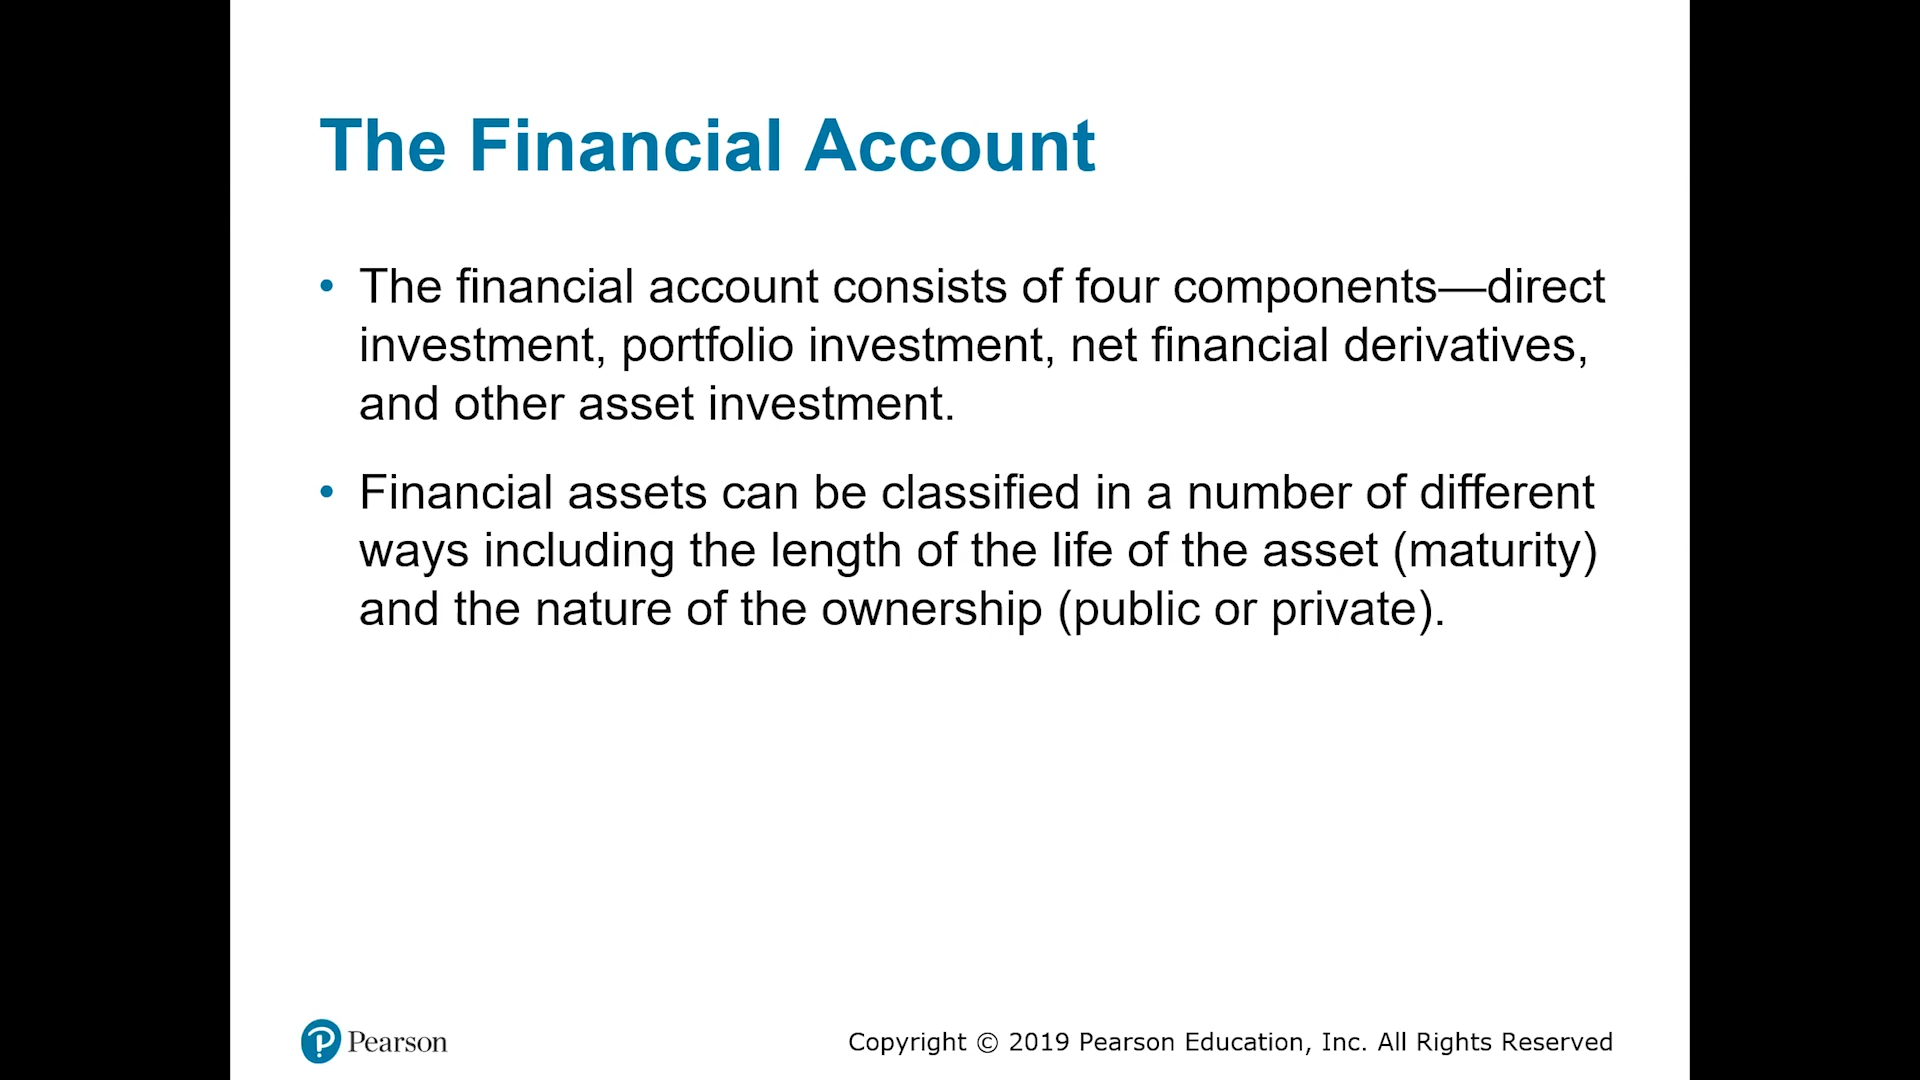 The Financial Account
• The financial account consists of four components—direct
investment, portfolio investment, net financial derivatives,
and other asset investment.
• Financial assets can be classified in a number of different
ways including the length of the life of the asset (maturity)
and the nature of the ownership (public or private).
Pearson
Copyright © 2019 Pearson Education, Inc. All Rights Reserved